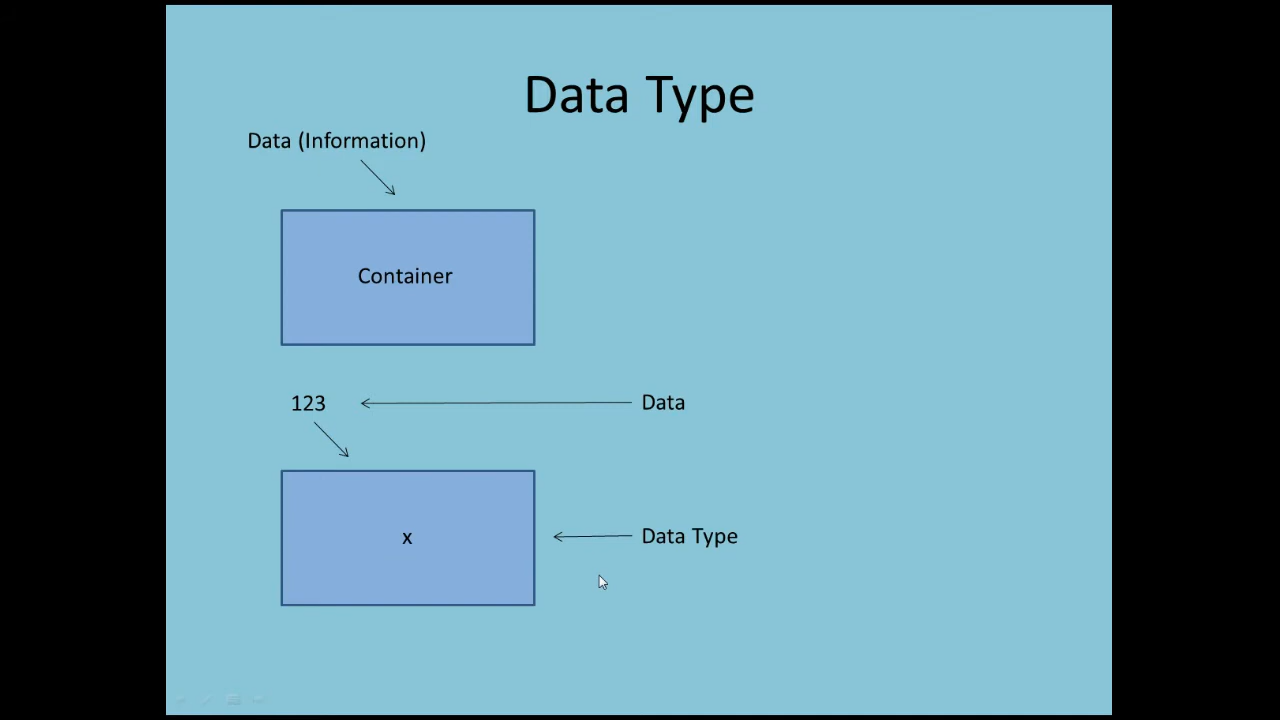 Data Type
Data (Information)
Container
123
Data
x
Data Type